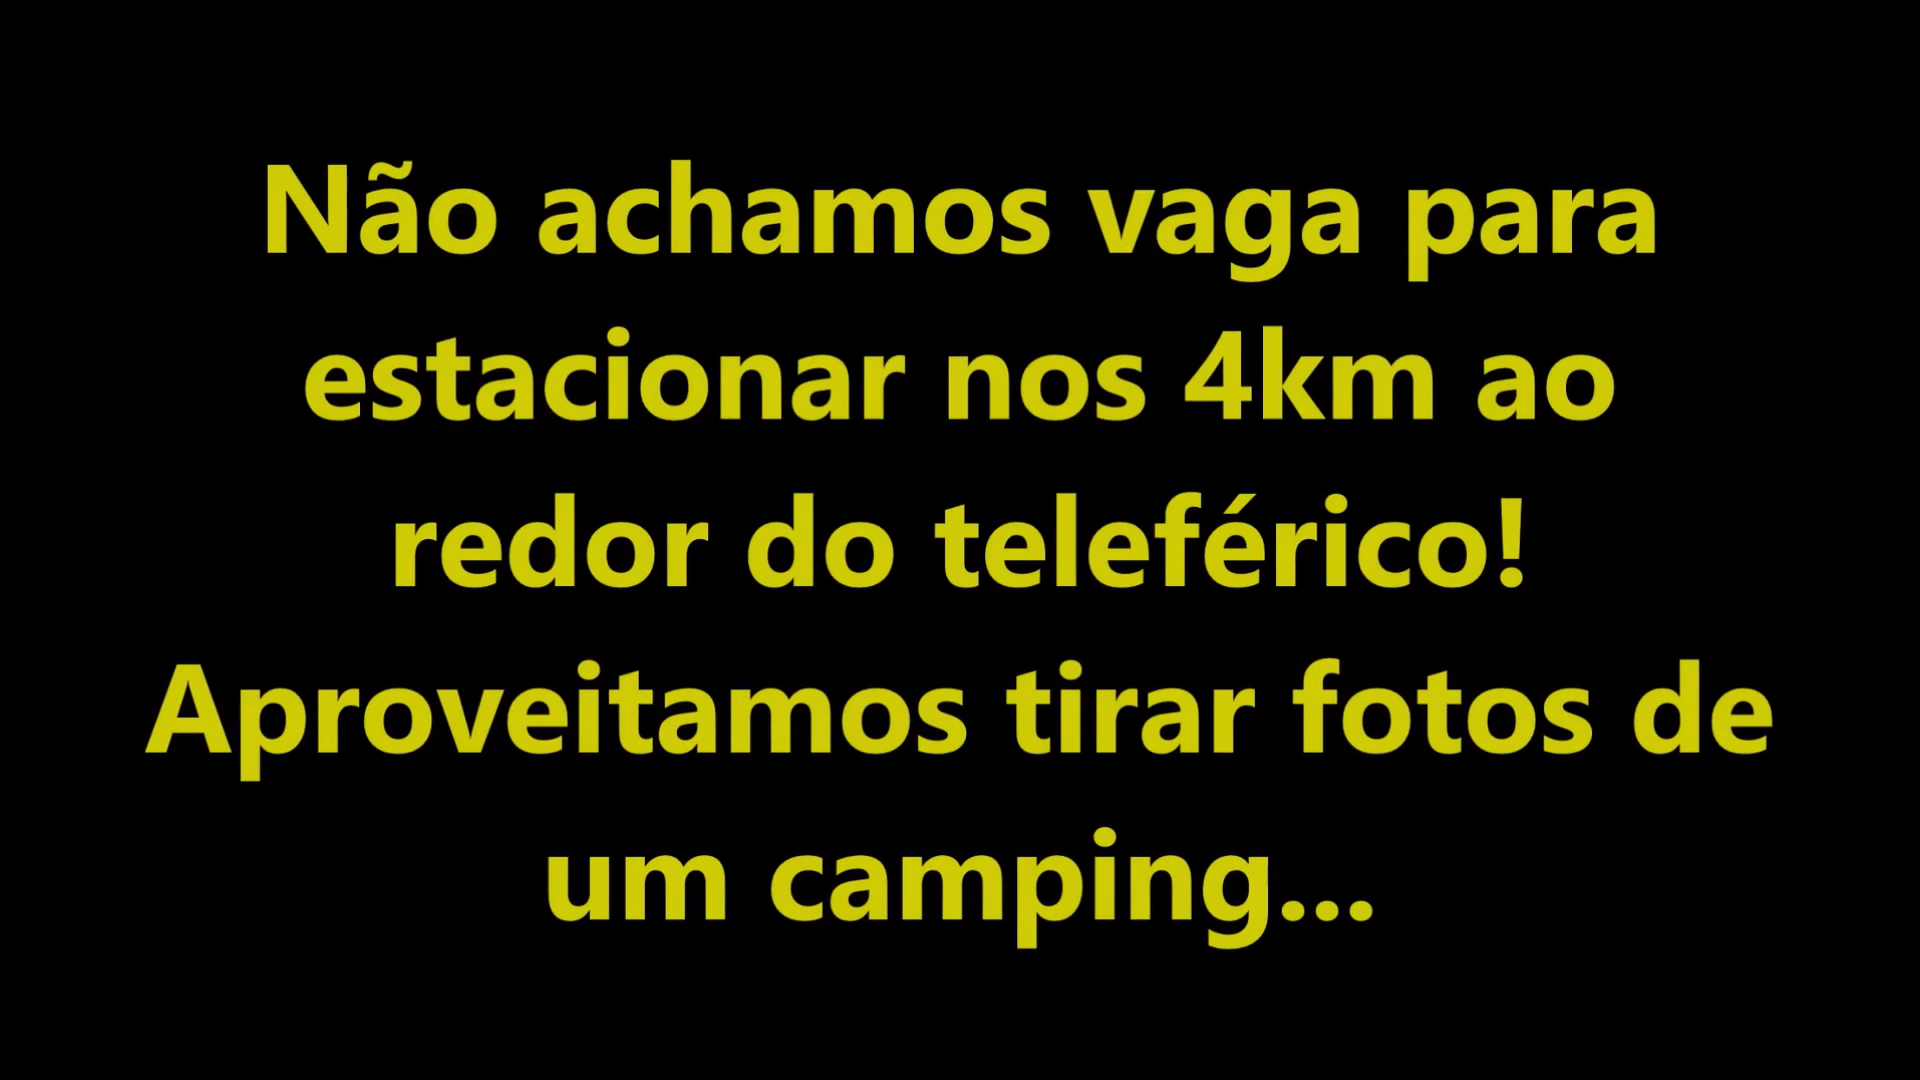 Não achamos vaga para
estacionar nos 4km ao
redor do teleférico!
Aproveitamos tirar fotos de
um camping...